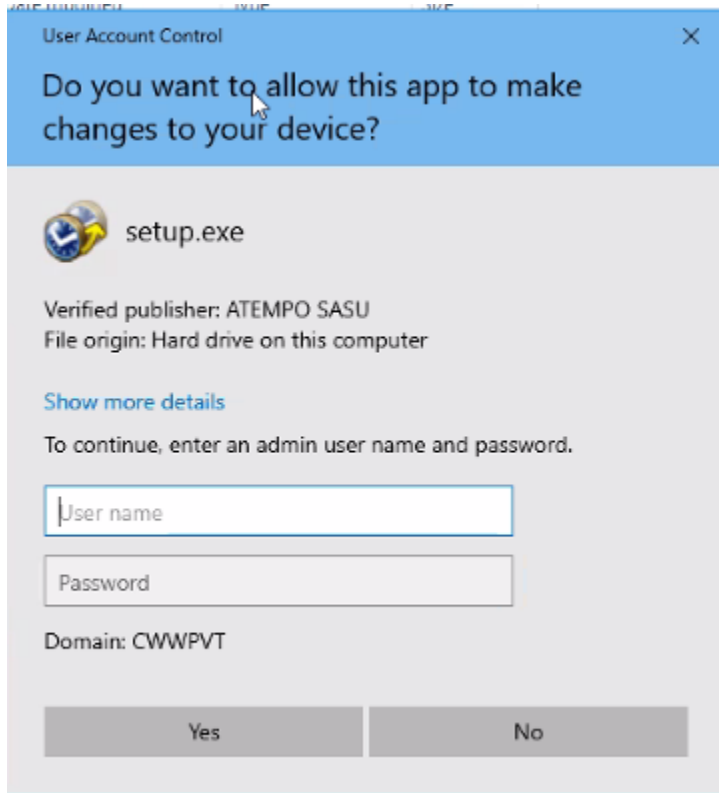 User Account Control
Do you want to allow this app to make
changes to your device?
setup.exe
Verified publisher: ATEMPO SASU
File origin: Hard drive on this computer
Show more details
To continue, enter an admin user name and password.
User name
Password
Domain: CWWPVT
Yes
No